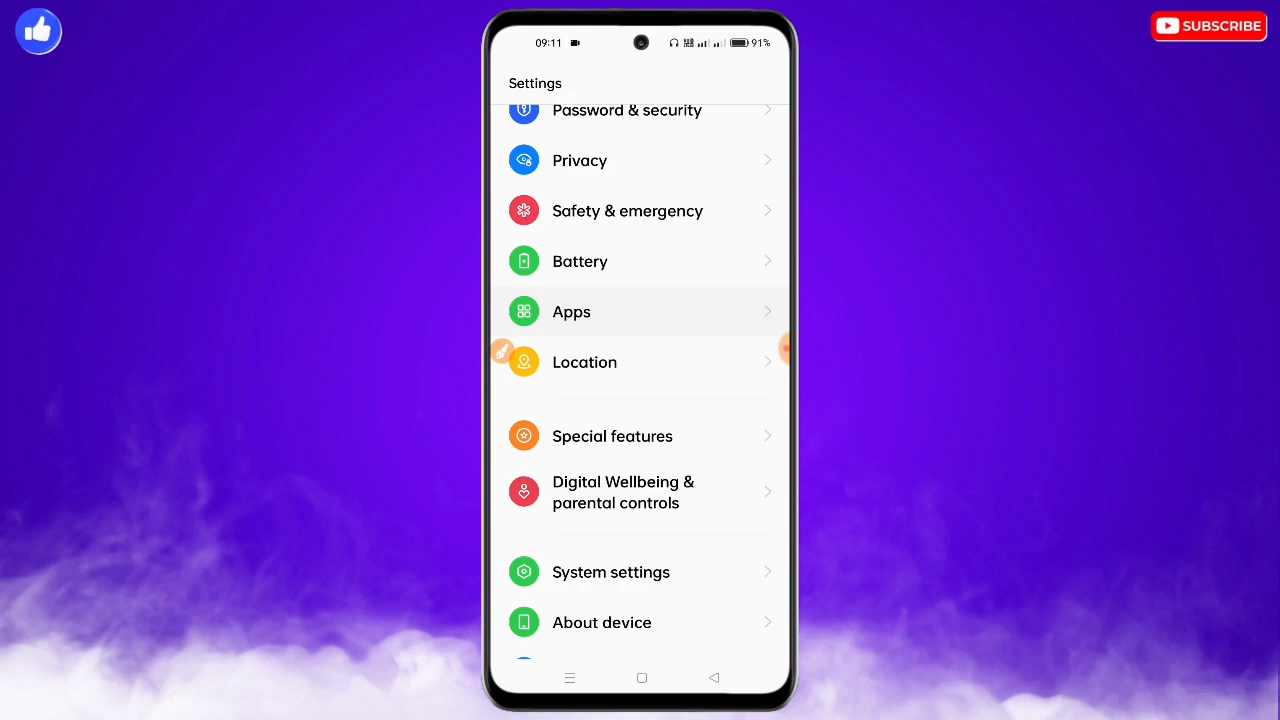 SUBSCRIBE
09:11
91%
Settings
Password & security
Privacy
Safety & emergency
Battery
Apps
Location
Special features
Digital Wellbeing &
parental controls
System settings
About device